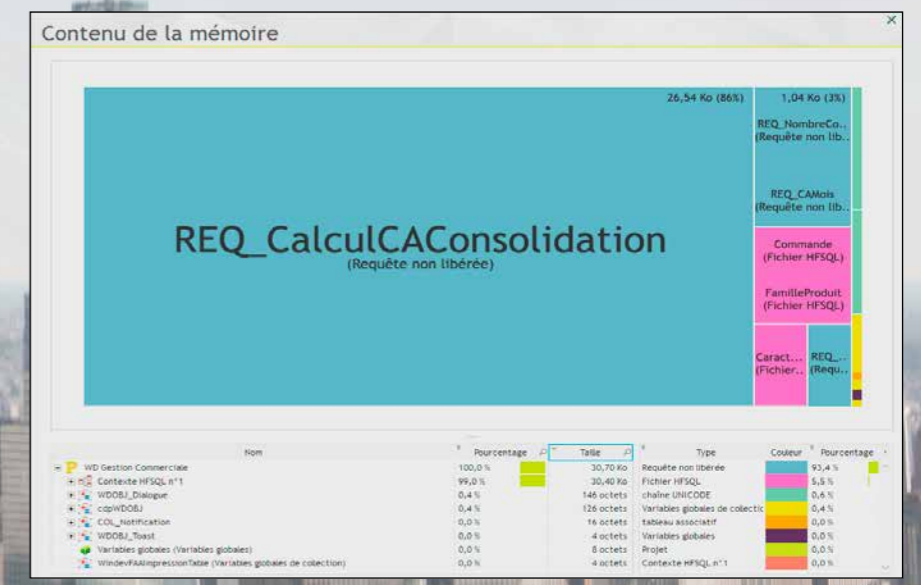 Contenu de la mémoire
26,54 Ko (86%)
1,04 Ko (3%)
REQ_NombreCo..
(Requête non lib..
REQ_CAMois
(Requête non lib..
REQ_CalculCAConsolidation
(Requête non libérée)
Commande
(Fichier HFSQL)
FamilleProduit
(Fichier HFSQL)
Caract... REQ_..
(Fichier.. (Requ..
Nom Pourcentage Taille Type Couleur Pourcentage
WD Gestion Commerciale 100,0 % 30,70 Ko Requête non libérée 93,4 %
Contexte HFSQL n°1 99,0 % 30,40 Ko Fichier HFSQL 5,5 %
WDOBJ_Dialogue 0,4 % 146 octets chaîne UNICODE 0,6 %
cdpWDOBJ 0,4 % 126 octets Variables globales de collectic 0,4 %
COL_Notification 0,0 % 16 octets tableau associatif 0,0 %
WDOBJ_Toast 0,0 % 4 octets Variables globales 0,0 %
Variables globales (Variables globales) 0,0 % 8 octets Projet 0,0 %
WindevFAAImpressionTable (Variables globales de collection) 0,0 % 4 octets Contexte HFSQL n°1 0,0 %